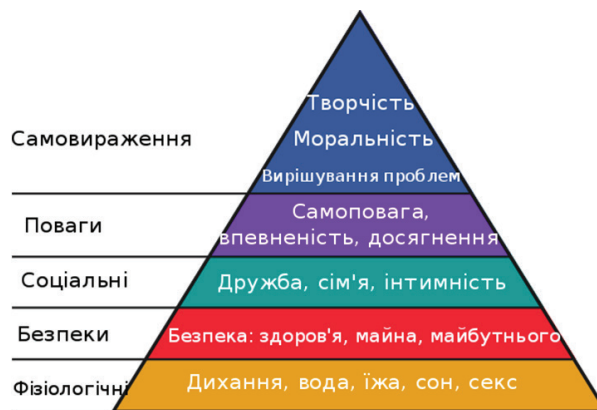 Творчість
Моральність
Самовираження
Вирішування проблем
Самоповага,
Поваги
впевненість, досягнення
Соціальні
Дружба, сім'я, інтимність
Безпеки
Безпека: здоров'я, майна, майбутнього
Фізіологічні
Дихання, вода, їжа, сон, секс